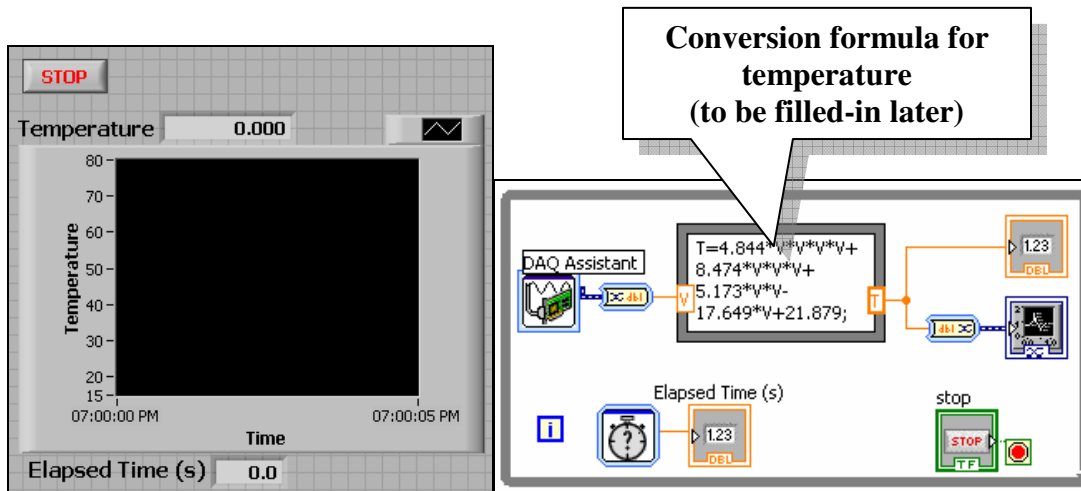 Conversion formula for
temperature
(to be filled-in later)
STOP
Temperature 0.000
80
70
60
50
40
30
20
15
Temperature
07:00:00 PM 07:00:05 PM
Time
Elapsed Time (s) 0.0
DAQ Assistant
V
T=4.844*V*V*V*V+
8.474*V*V*V+
5.173*V*V-
17.649*V+21.879;
T
1.23
DBL
dbl
dbl
i
Elapsed Time (s)
?
1.23
DBL
stop
STOP
TF